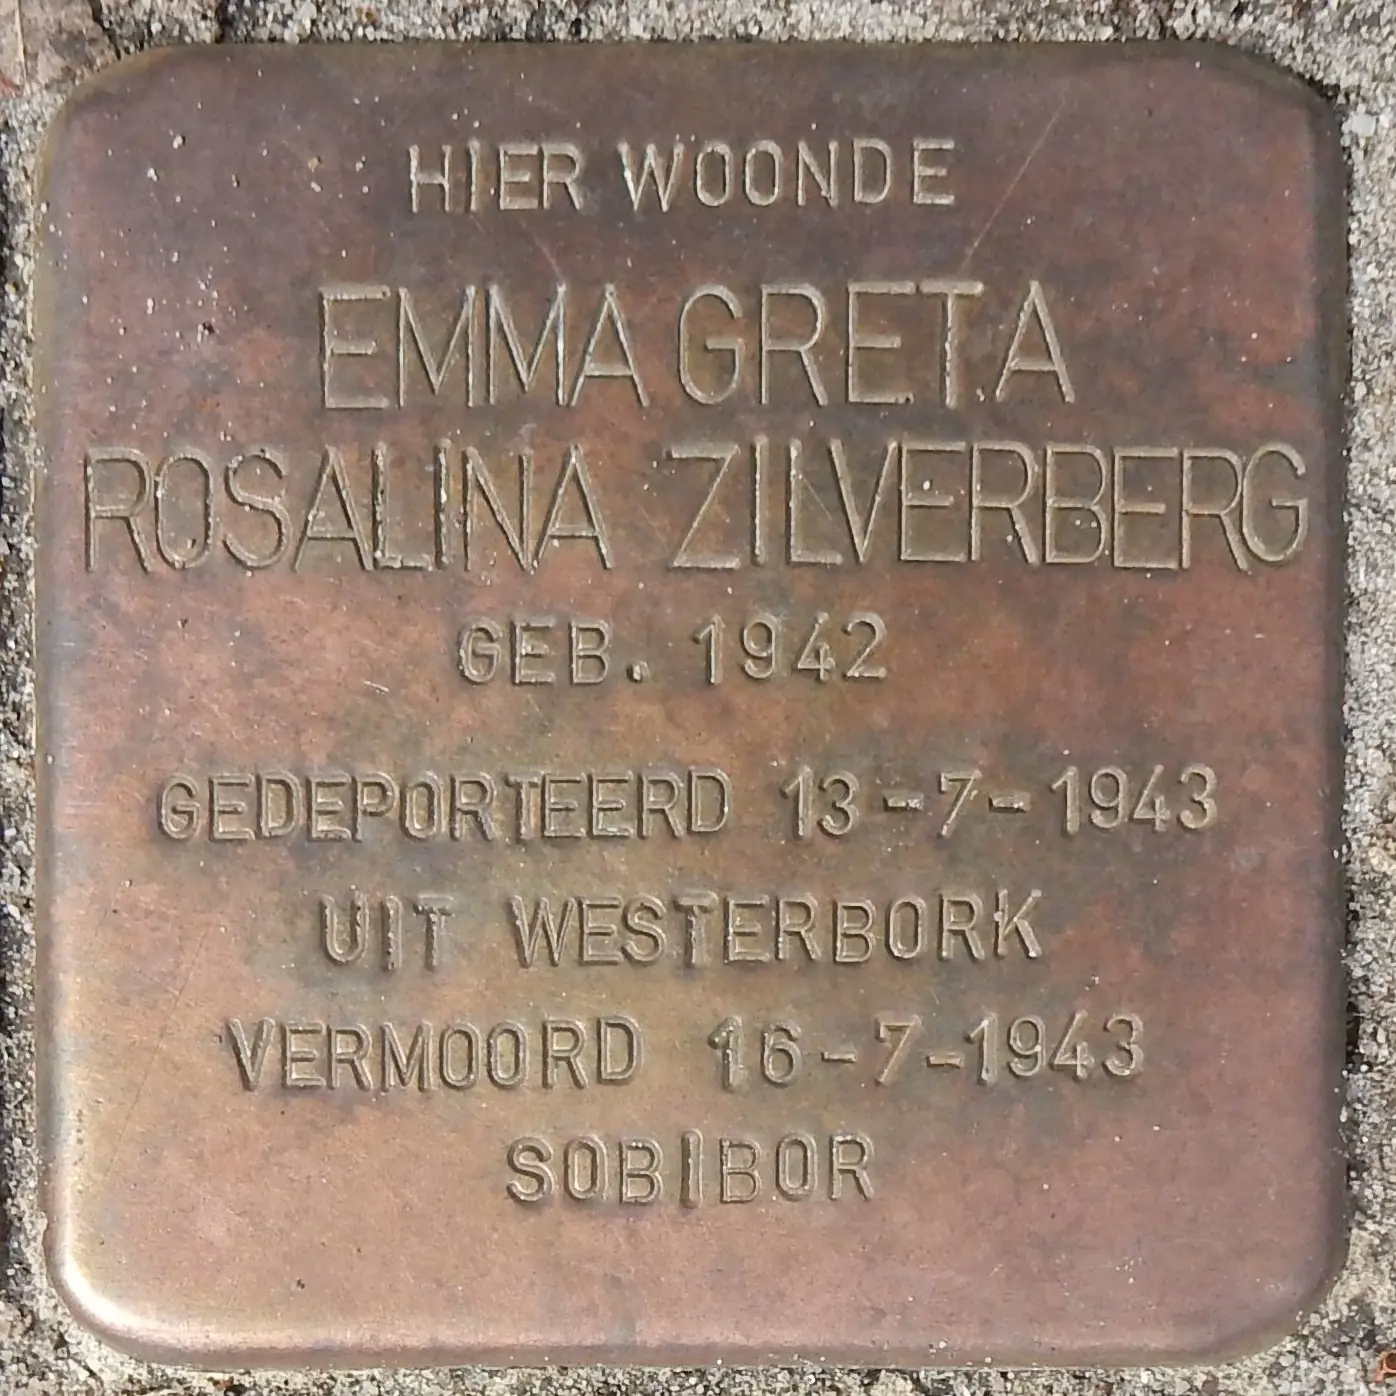 HIER WOONDE
EMMA GRETA
ROSALINA ZILVERBERG
GEB. 1942
GEDEPORTEERD 13-7-1943
UIT WESTERBORK
VERMOORD 16-7-1943
SOBIBOR